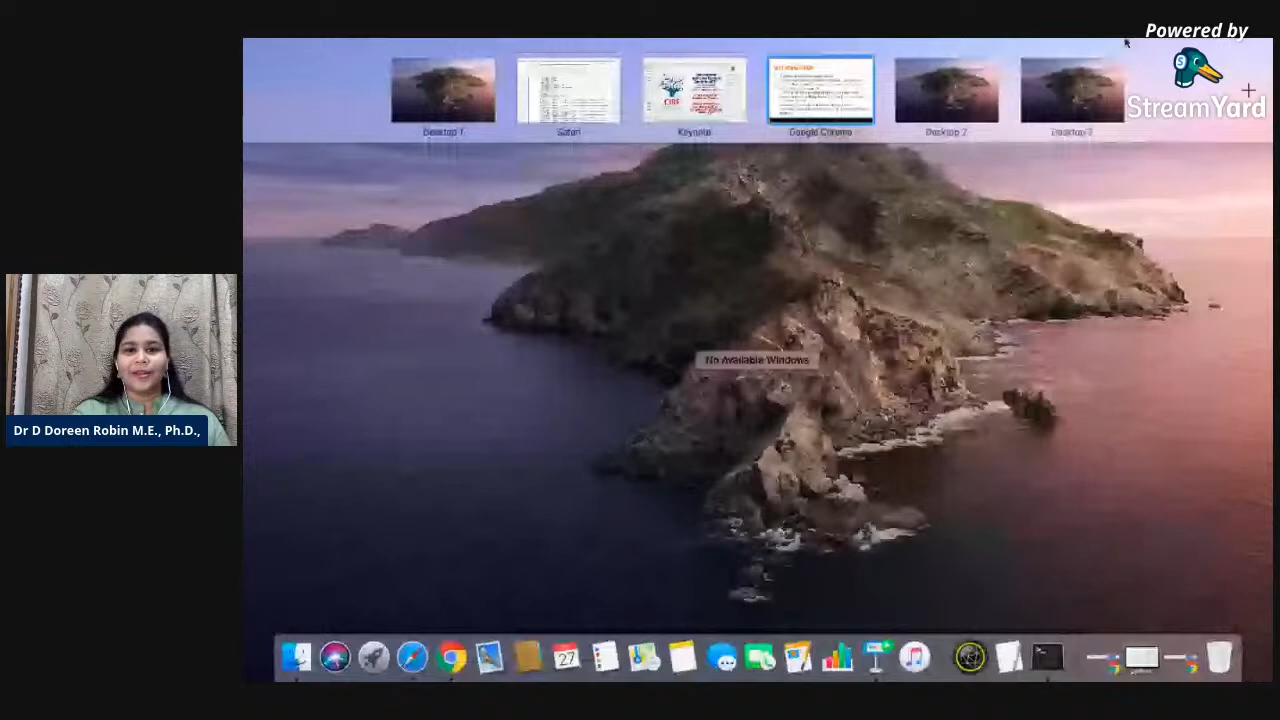 Powered by
StreamYard
Desktop 1
Safari
Keynote
Google Chrome
Desktop 2
Desktop 3
CIRF
No Available Windows
Dr D Doreen Robin M.E., Ph.D.,
27